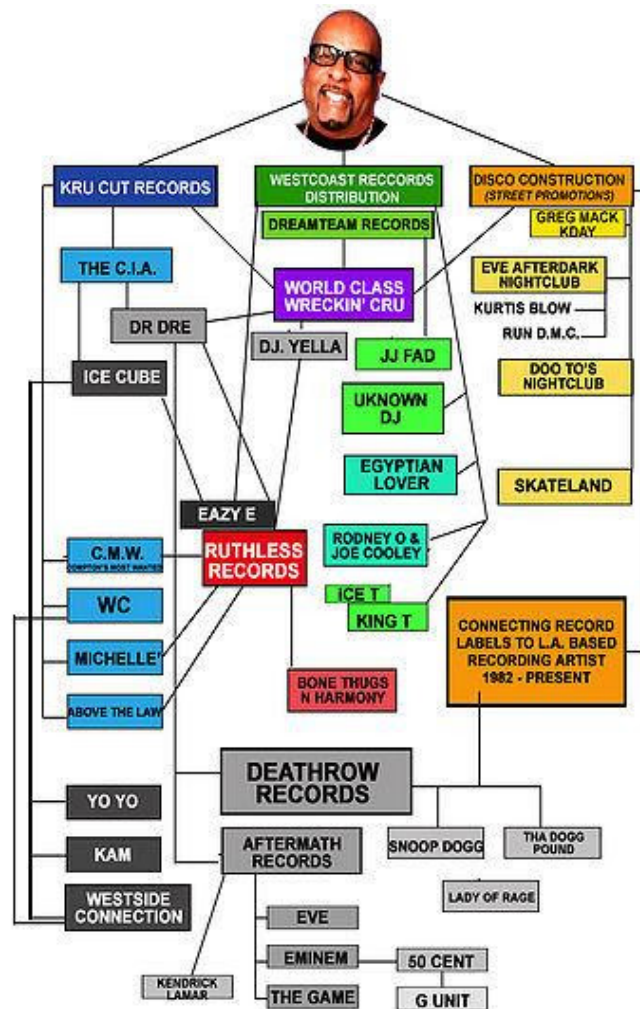 KRU CUT RECORDS
WESTCOAST RECCORDS
DISTRIBUTION
DISCO CONSTRUCTION
(STREET PROMOTIONS)
DREAMTEAM RECORDS
GREG MACK
KDAY
THE C.I.A.
WORLD CLASS
WRECKIN' CRU
EVE AFTERDARK
NIGHTCLUB
KURTIS BLOW
RUN D.M.C.
DR DRE
DJ. YELLA
JJ FAD
ICE CUBE
DOO TO'S
NIGHTCLUB
UKNOWN
DJ
EGYPTIAN
LOVER
SKATELAND
EAZY E
RUTHLESS
RECORDS
RODNEY O &
JOE COOLEY
C.M.W.
COMPTON'S MOST WANTED
WC
ICE T
KING T
CONNECTING RECORD
LABELS TO L.A. BASED
RECORDING ARTIST
1982 - PRESENT
MICHELLE'
BONE THUGS
N HARMONY
ABOVE THE LAW
DEATHROW
RECORDS
YO YO
KAM
AFTERMATH
RECORDS
SNOOP DOGG
THA DOGG
POUND
WESTSIDE
CONNECTION
LADY OF RAGE
EVE
EMINEM
50 CENT
KENDRICK
LAMAR
THE GAME
G UNIT